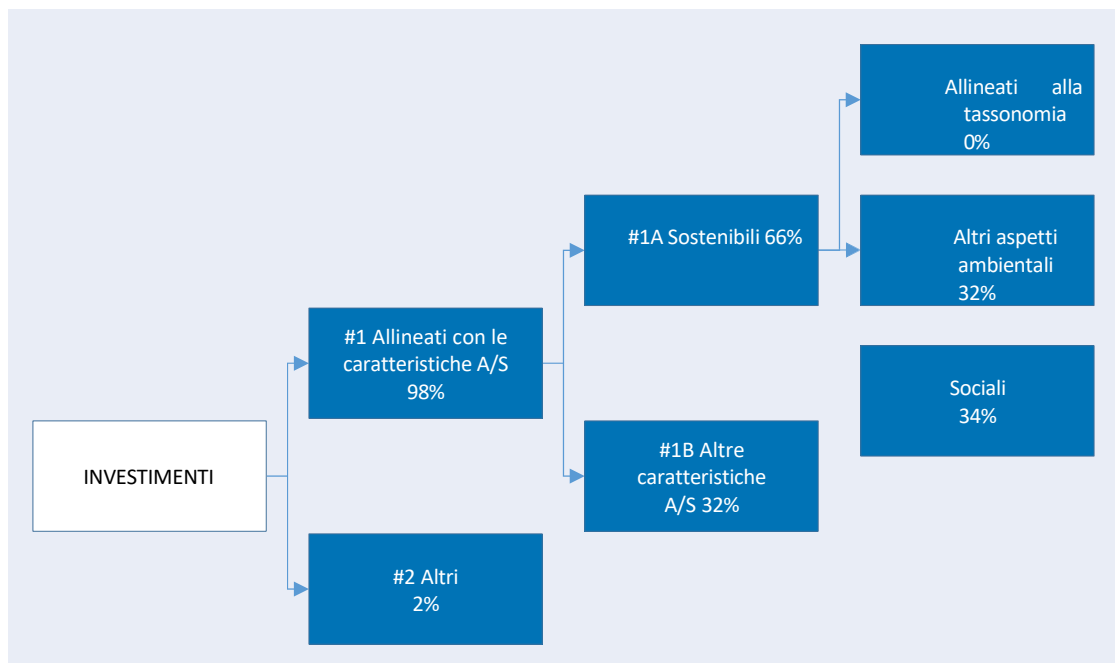 INVESTIMENTI
#1 Allineati con le
caratteristiche A/S
98%
#2 Altri
2%
#1A Sostenibili 66%
#1B Altre
caratteristiche
A/S 32%
Allineati alla
tassonomia
0%
Altri aspetti
ambientali
32%
Sociali
34%